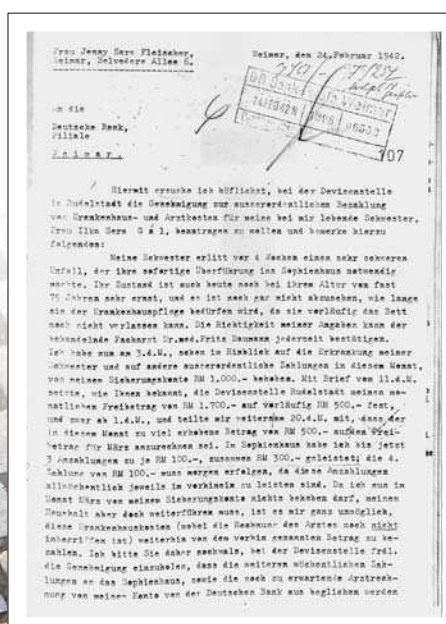 Frau Jenny Sara Fleischer,
Weimar, Belvedere Allee 6.
Weimar, den 24.Februar 1942.
107
An die
Deutsche Bank,
Filiale
Weimar.
Hiermit ersuche ich höflichst, bei der Devisenstelle
in Rudolstadt die Genehmigung zur ausserordentlichen Bezahlung
von Krankenhaus- und Arztkosten für meine bei mir lebende Schwester,
Frau Ilka Sara G á l, beantragen zu wollen und bemerke hierzu
folgendes:
Meine Schwester erlitt vor 4 Wochen einen sehr schweren
Unfall, der ihre sofortige Überführung ins Sophienhaus notwendig
machte. Ihr Zustand ist auch heute noch bei ihrem Alter von fast
75 Jahren sehr ernst, und es ist noch gar nicht abzusehen, wie lange
sie der Krankenhauspflege bedürfen wird, da sie vorläufig das Bett
noch nicht verlassen kann. Die Richtigkeit meiner Angaben kann der
behandelnde Facharzt Dr.med.Fritz Baumann jederzeit bestätigen.
Ich habe nun am 3.d.M., schon im Hinblick auf die Erkrankung meiner
Schwester und auf andere ausserordentliche Zahlungen in diesem Monat,
von meinem Sicherungskonto RM 1.000.- behoben. Mit Brief vom 11.d.M.
setzte, wie Ihnen bekannt, die Devisenstelle Rudolstadt meinen mo-
natlichen Freibetrag von RM 1.700.- auf vorläufig RM 500.- fest,
und zwar ab 1.d.M., und teilte mir weiters am 20.d.M. mit, dass der
in diesem Monat zu viel erhobene Betrag von RM 500.- auf den Frei-
betrag für März anzurechnen sei. Im Sophienhaus habe ich bis jetzt
3 Anzahlungen zu je RM 100.-, zusammen RM 300.- geleistet; die 4.
Zahlung von RM 100.- muss morgen erfolgen, da diese Anzahlungen
allwöchentlich jeweils im vorhinein zu leisten sind. Da ich nun im
Monat März von meinem Sicherungskonto nichts beheben darf, meinen
Haushalt aber doch weiterführen muss, ist es mir ganz unmöglich,
diese Krankenhauskosten (wobei die Rechnung des Arztes noch nicht
inbegriffen ist) weiterhin von dem vorhin genannten Betrag zu be-
zahlen. Ich bitte Sie daher nochmals, bei der Devisenstelle frdl.
die Genehmigung einzuholen, dass die weiteren wöchentlichen Zah-
lungen an das Sophienhaus, sowie die noch zu erwartende Arztrech-
nung von meinem Konto von der Deutschen Bank aus beglichen werden